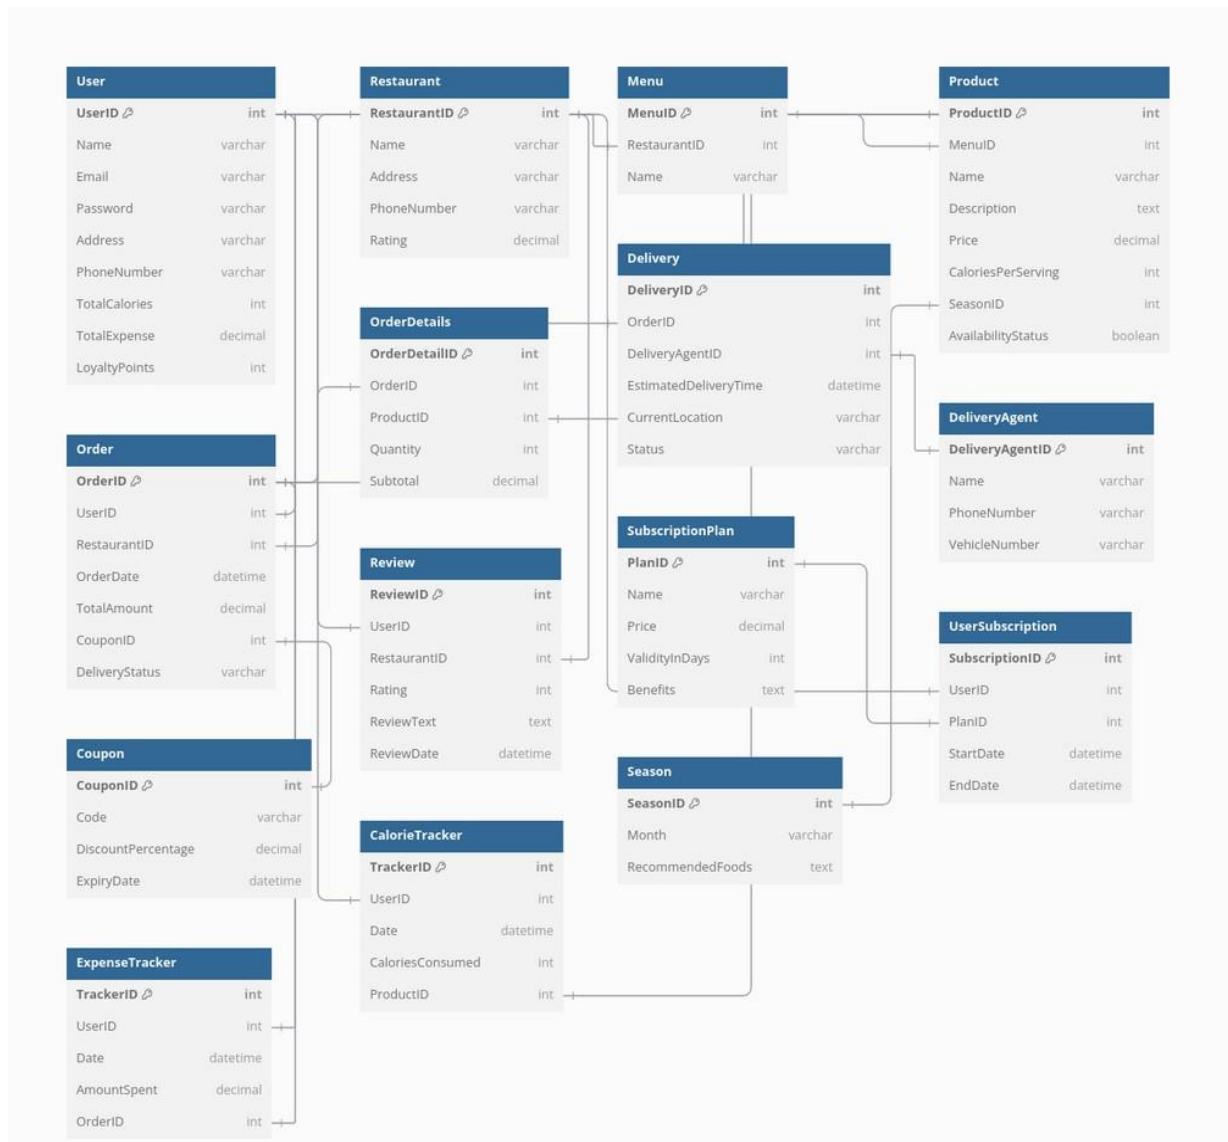 User
UserID int
Name varchar
Email varchar
Password varchar
Address varchar
PhoneNumber varchar
TotalCalories int
TotalExpense decimal
LoyaltyPoints int
Order
OrderID int
UserID int
RestaurantID int
OrderDate datetime
TotalAmount decimal
CouponID int
DeliveryStatus varchar
Coupon
CouponID int
Code varchar
DiscountPercentage decimal
ExpiryDate datetime
ExpenseTracker
TrackerID int
UserID int
Date datetime
AmountSpent decimal
OrderID int
Restaurant
RestaurantID int
Name varchar
Address varchar
PhoneNumber varchar
Rating decimal
OrderDetails
OrderDetailID int
OrderID int
ProductID int
Quantity int
Subtotal decimal
Review
ReviewID int
UserID int
RestaurantID int
Rating int
ReviewText text
ReviewDate datetime
CalorieTracker
TrackerID int
UserID int
Date datetime
CaloriesConsumed int
ProductID int
Menu
MenuID int
RestaurantID int
Name varchar
Delivery
DeliveryID int
OrderID int
DeliveryAgentID int
EstimatedDeliveryTime datetime
CurrentLocation varchar
Status varchar
SubscriptionPlan
PlanID int
Name varchar
Price decimal
ValidityInDays int
Benefits text
Season
SeasonID int
Month varchar
RecommendedFoods text
Product
ProductID int
MenuID int
Name varchar
Description text
Price decimal
CaloriesPerServing int
SeasonID int
AvailabilityStatus boolean
DeliveryAgent
DeliveryAgentID int
Name varchar
PhoneNumber varchar
VehicleNumber varchar
UserSubscription
SubscriptionID int
UserID int
PlanID int
StartDate datetime
EndDate datetime